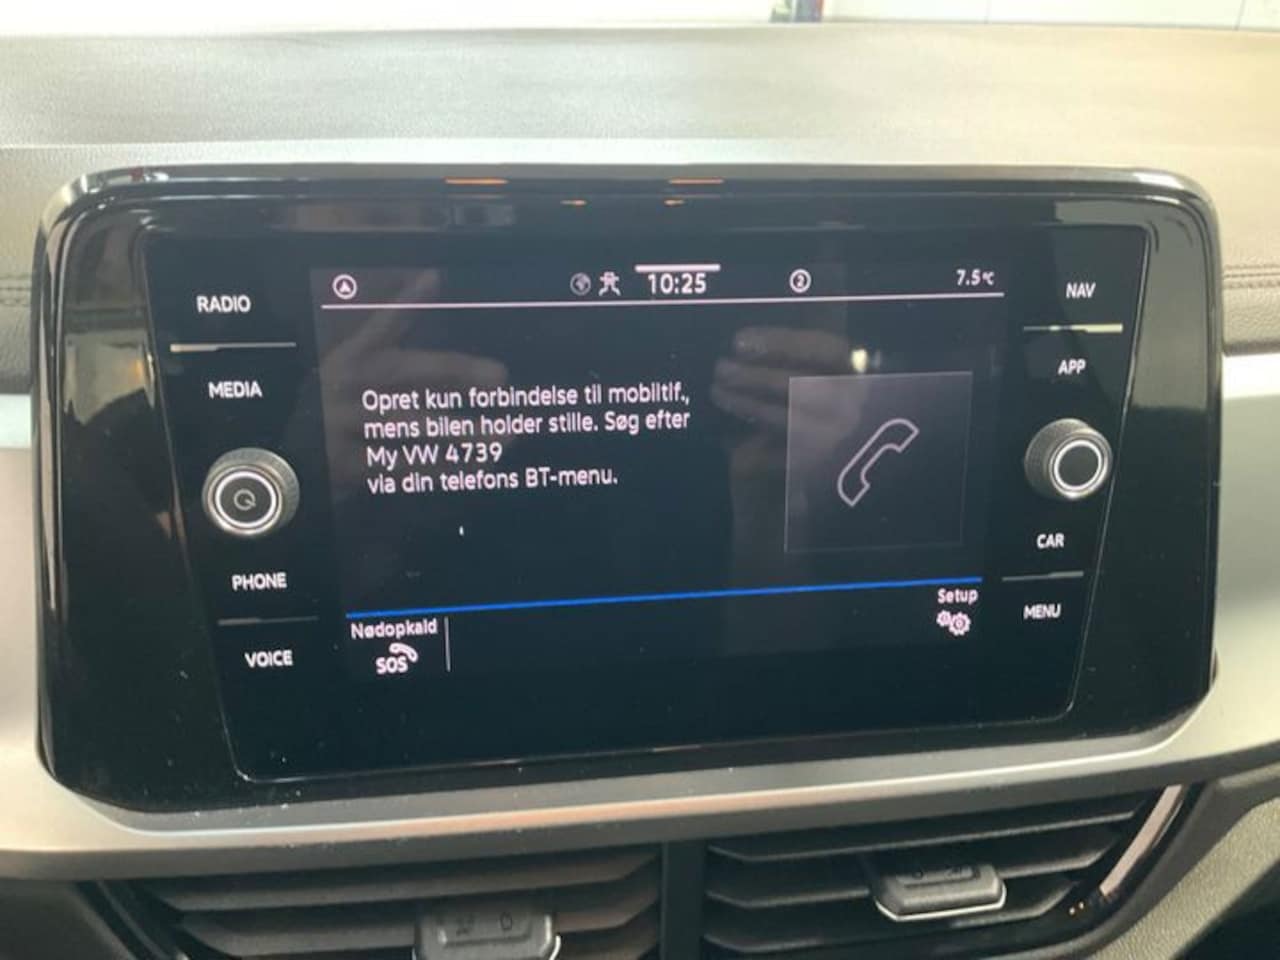 10:25
2
7.5°C
RADIO
MEDIA
PHONE
VOICE
Opret kun forbindelse til mobiltlf.,
mens bilen holder stille. Søg efter
My VW 4739
via din telefons BT-menu.
Nødopkald
SOS
Setup
NAV
APP
CAR
MENU